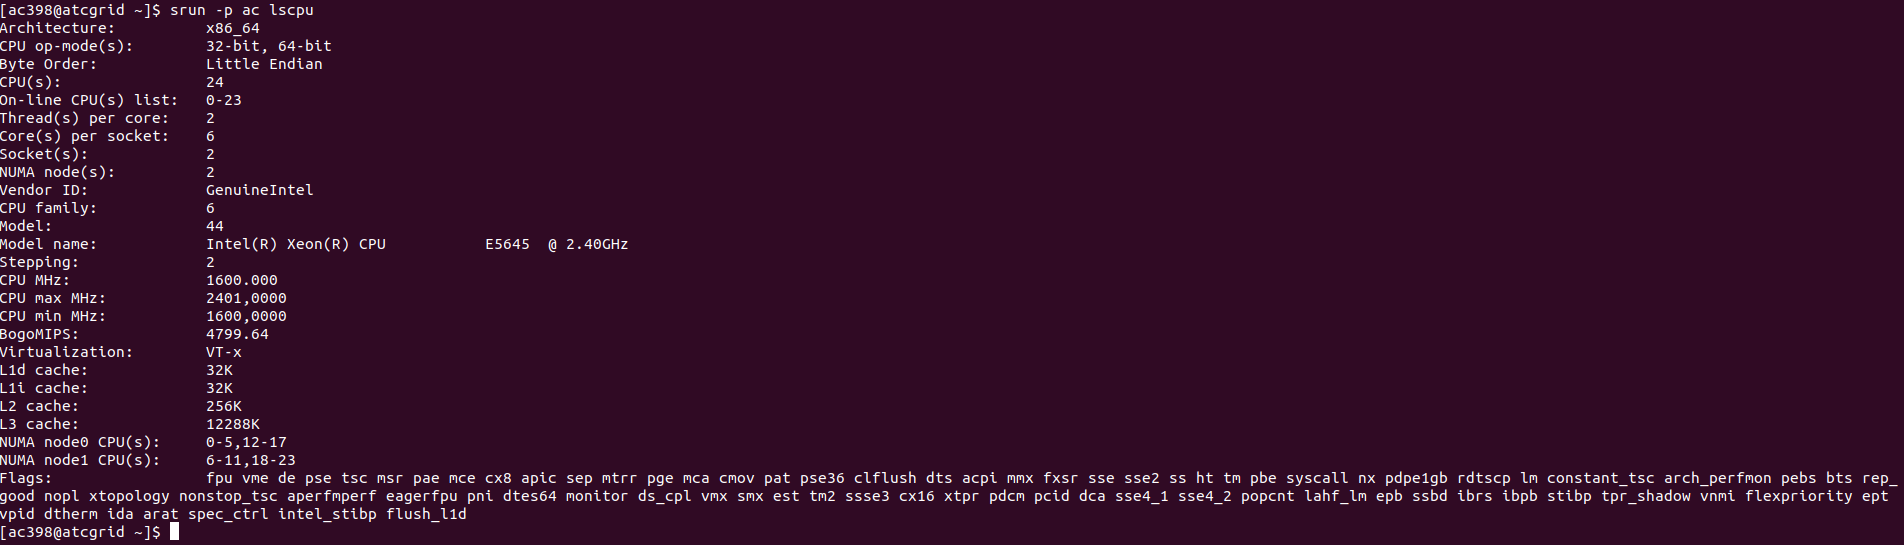 [ac398@atcgrid ~]$ srun -p ac lscpu
Architecture:          x86_64
CPU op-mode(s):        32-bit, 64-bit
Byte Order:            Little Endian
CPU(s):                24
On-line CPU(s) list:   0-23
Thread(s) per core:    2
Core(s) per socket:    6
Socket(s):             2
NUMA node(s):          2
Vendor ID:             GenuineIntel
CPU family:            6
Model:                 44
Model name:            Intel(R) Xeon(R) CPU           E5645  @ 2.40GHz
Stepping:              2
CPU MHz:               1600.000
CPU max MHz:           2401,0000
CPU min MHz:           1600,0000
BogoMIPS:              4799.64
Virtualization:        VT-x
L1d cache:             32K
L1i cache:             32K
L2 cache:              256K
L3 cache:              12288K
NUMA node0 CPU(s):     0-5,12-17
NUMA node1 CPU(s):     6-11,18-23
Flags:                 fpu vme de pse tsc msr pae mce cx8 apic sep mtrr pge mca cmov pat pse36 clflush dts acpi mmx fxsr sse sse2 ss ht tm pbe syscall nx pdpe1gb rdtscp lm constant_tsc arch_perfmon pebs bts rep_
good nopl xtopology nonstop_tsc aperfmperf eagerfpu pni dtes64 monitor ds_cpl vmx smx est tm2 ssse3 cx16 xtpr pdcm pcid dca sse4_1 sse4_2 popcnt lahf_lm epb ssbd ibrs ibpb stibp tpr_shadow vnmi flexpriority ept
vpid dtherm ida arat spec_ctrl intel_stibp flush_l1d
[ac398@atcgrid ~]$